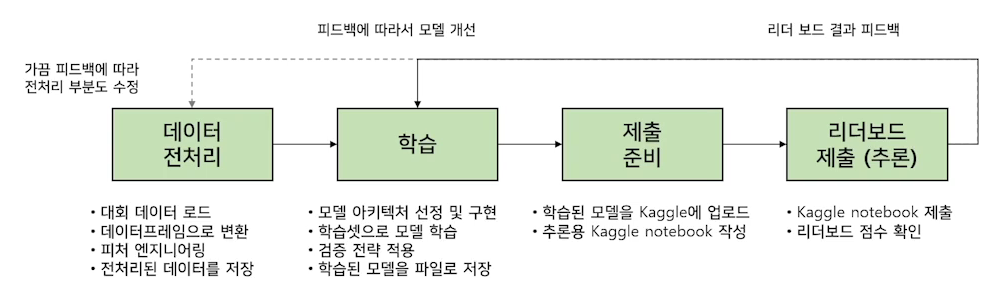 피드백에 따라서 모델 개선
리더 보드 결과 피드백
가끔 피드백에 따라
전처리 부분도 수정
데이터
전처리
학습
제출
준비
리더보드
제출 (추론)
• 대회 데이터 로드
• 데이터프레임으로 변환
• 피처 엔지니어링
• 전처리된 데이터를 저장
• 모델 아키텍처 선정 및 구현
• 학습셋으로 모델 학습
• 검증 전략 적용
• 학습된 모델을 파일로 저장
• 학습된 모델을 Kaggle에 업로드
• 추론용 Kaggle notebook 작성
• Kaggle notebook 제출
• 리더보드 점수 확인